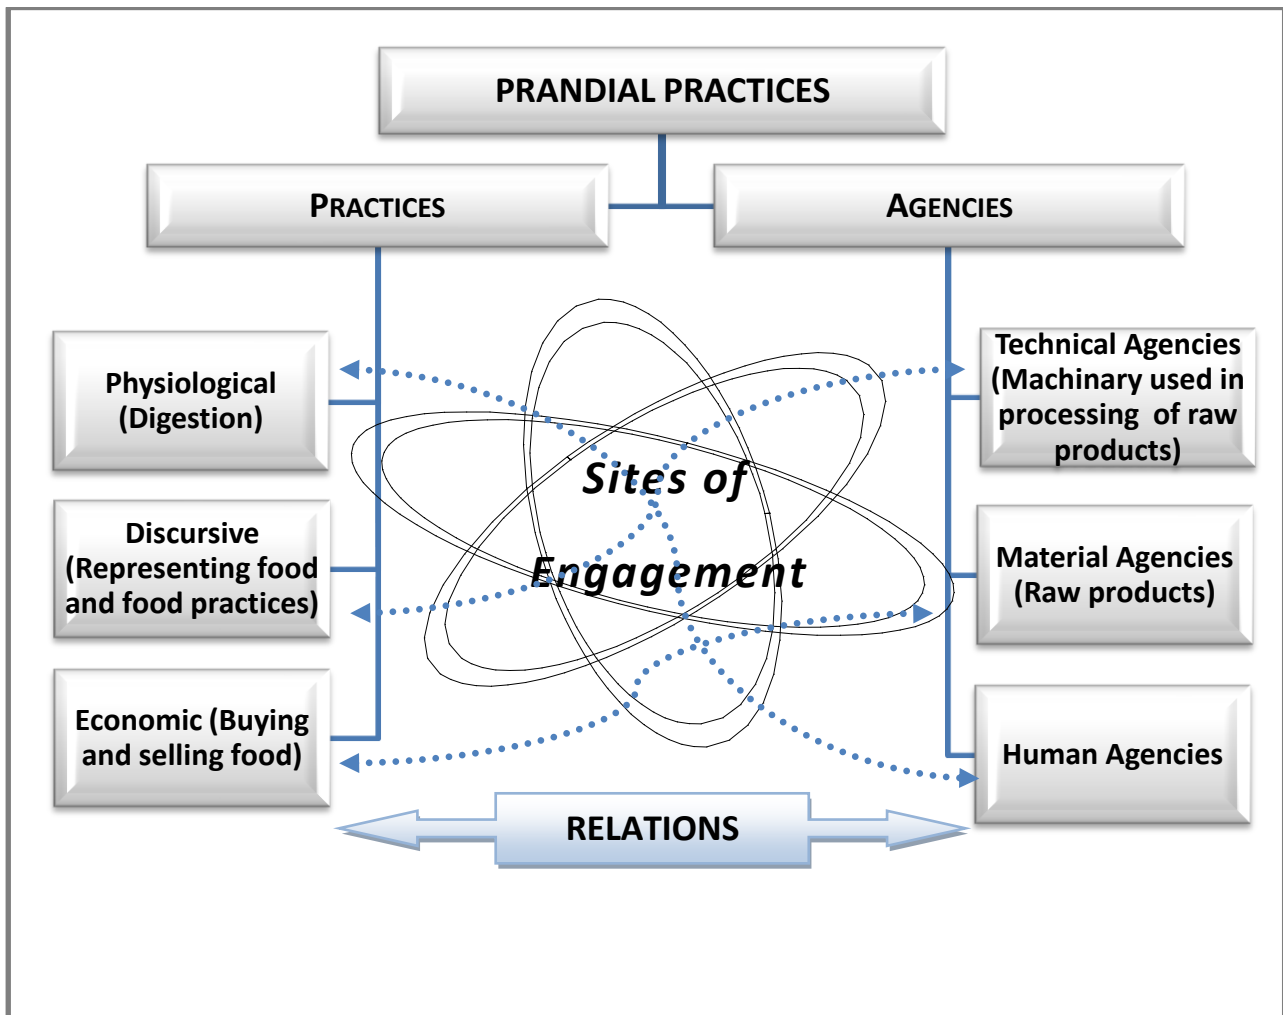 PRANDIAL PRACTICES
PRACTICES
AGENCIES
Physiological
(Digestion)
Discursive
(Representing food
and food practices)
Economic (Buying
and selling food)
Sites of
Engagement
Technical Agencies
(Machinary used in
processing of raw
products)
Material Agencies
(Raw products)
Human Agencies
RELATIONS